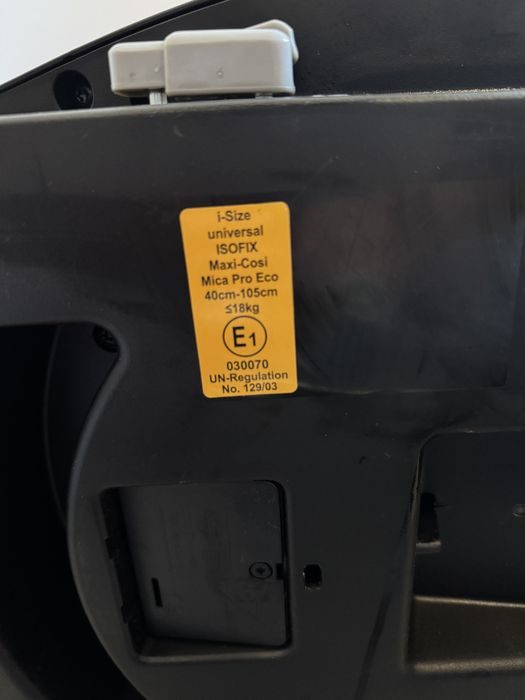 i-Size
universal
ISOFIX
Maxi-Cosi
Mica Pro Eco
40cm-105cm
≤18kg
E1
030070
UN-Regulation
No. 129/03